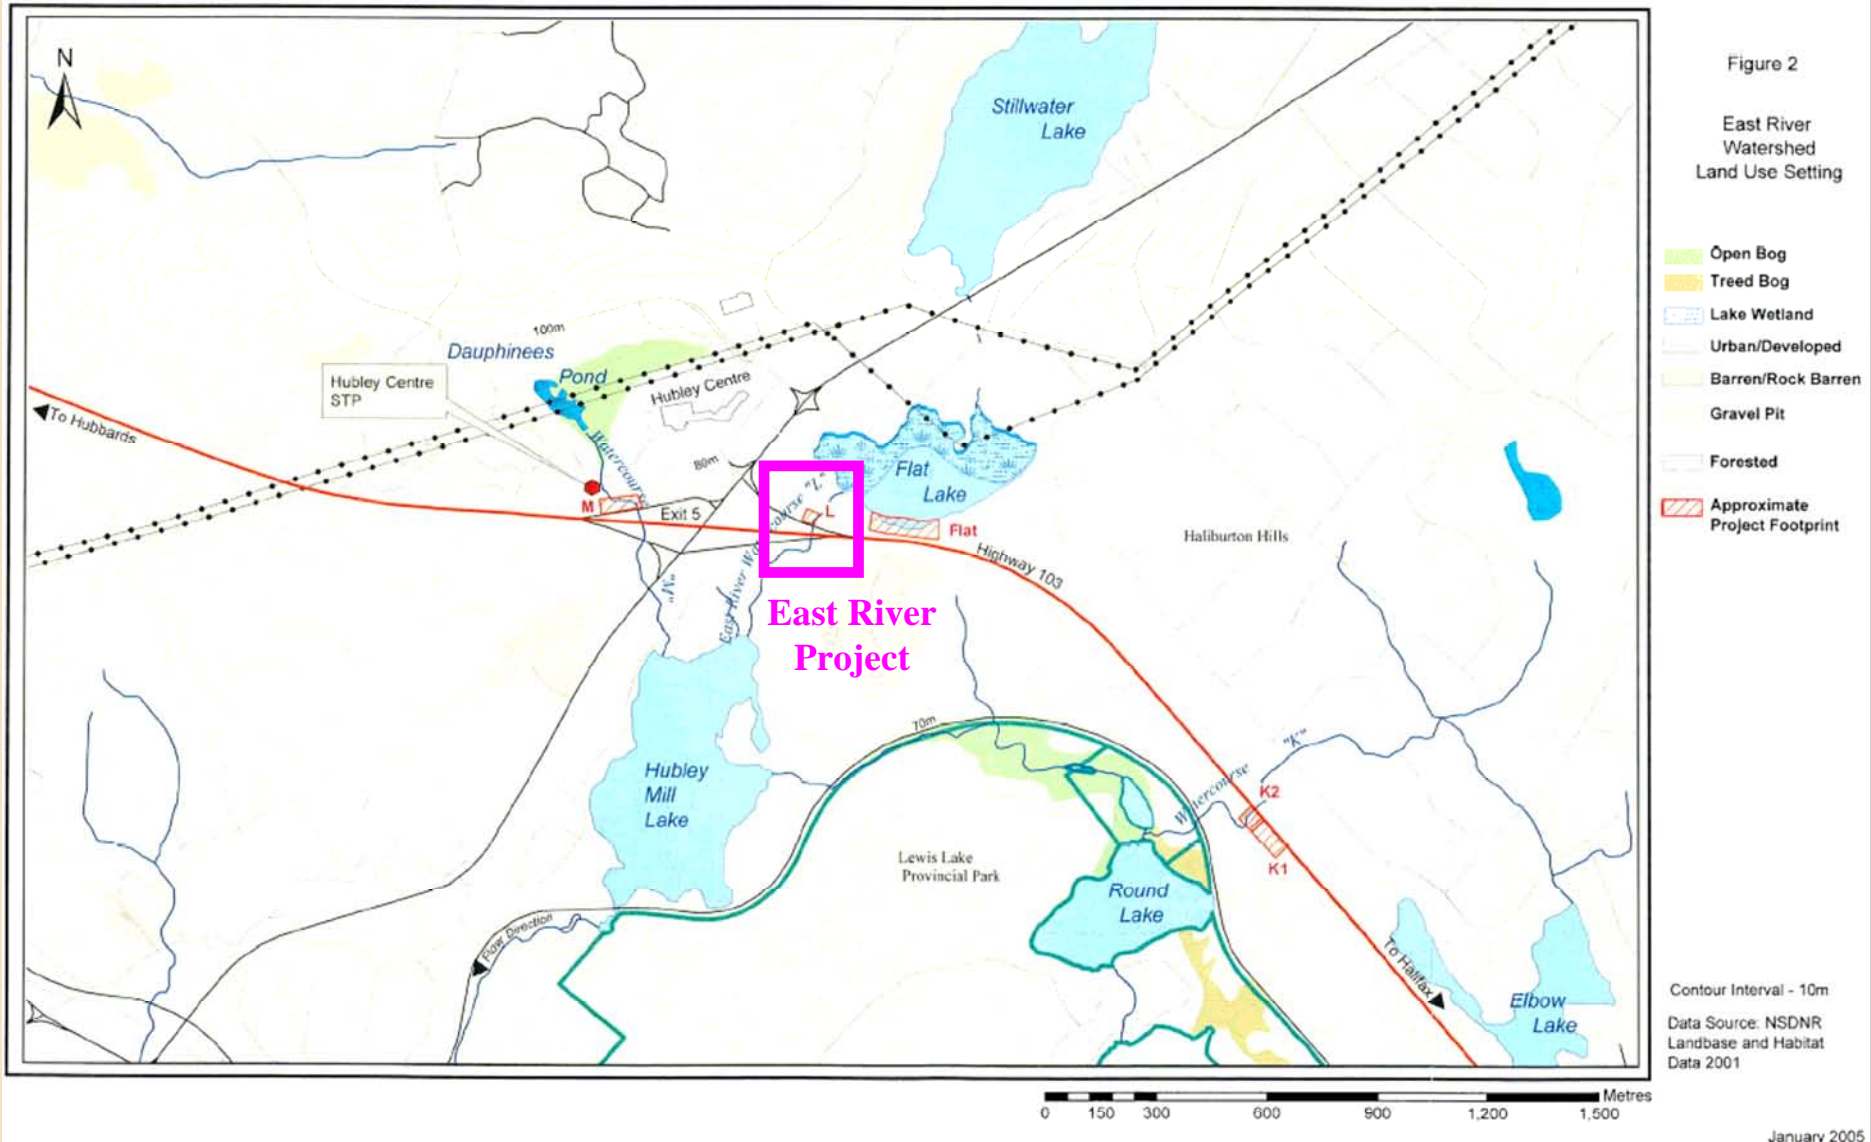 N
Stillwater
Lake
100m
Dauphinees
Pond
Hubley Centre
STP
Hubley Centre
To Hubbards
80m
Watercourse
"M"
M
Exit 5
East River Watercourse "L"
L
Flat
Lake
Flat
Highway 103
Haliburton Hills
East River
Project
70m
Hubley
Mill
Lake
Watercourse
"K"
K2
K1
Lewis Lake
Provincial Park
Round
Lake
Flow Direction
To Halifax
Elbow
Lake
Figure 2
East River
Watershed
Land Use Setting
Open Bog
Treed Bog
Lake Wetland
Urban/Developed
Barren/Rock Barren
Gravel Pit
Forested
Approximate
Project Footprint
Contour Interval - 10m
Data Source: NSDNR
Landbase and Habitat
Data 2001
Metres
0 150 300 600 900 1,200 1,500
January 2005